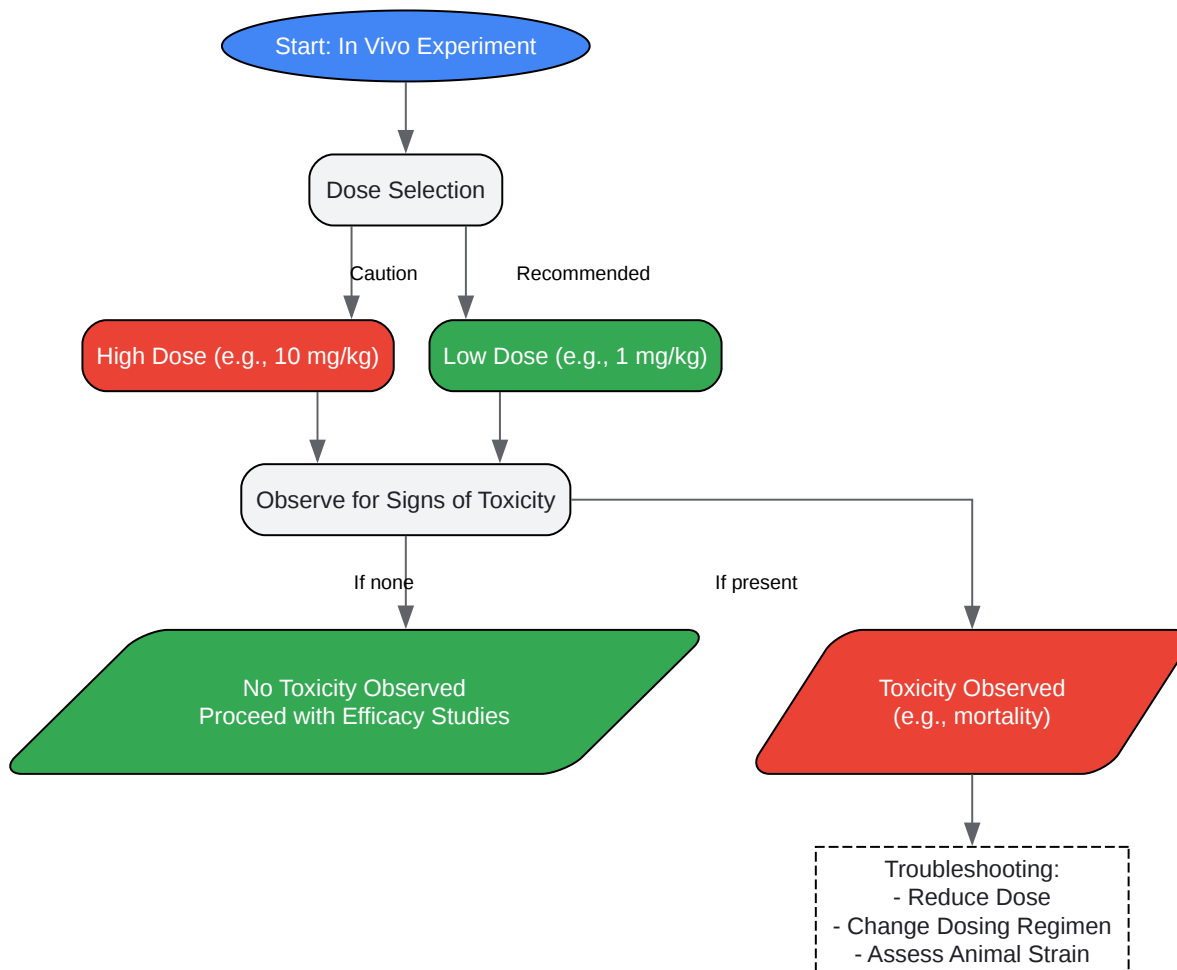 Start: In Vivo Experiment
Dose Selection
Caution
Recommended
High Dose (e.g., 10 mg/kg)
Low Dose (e.g., 1 mg/kg)
Observe for Signs of Toxicity
If none
If present
No Toxicity Observed
Proceed with Efficacy Studies
Toxicity Observed
(e.g., mortality)
Troubleshooting:
- Reduce Dose
- Change Dosing Regimen
- Assess Animal Strain